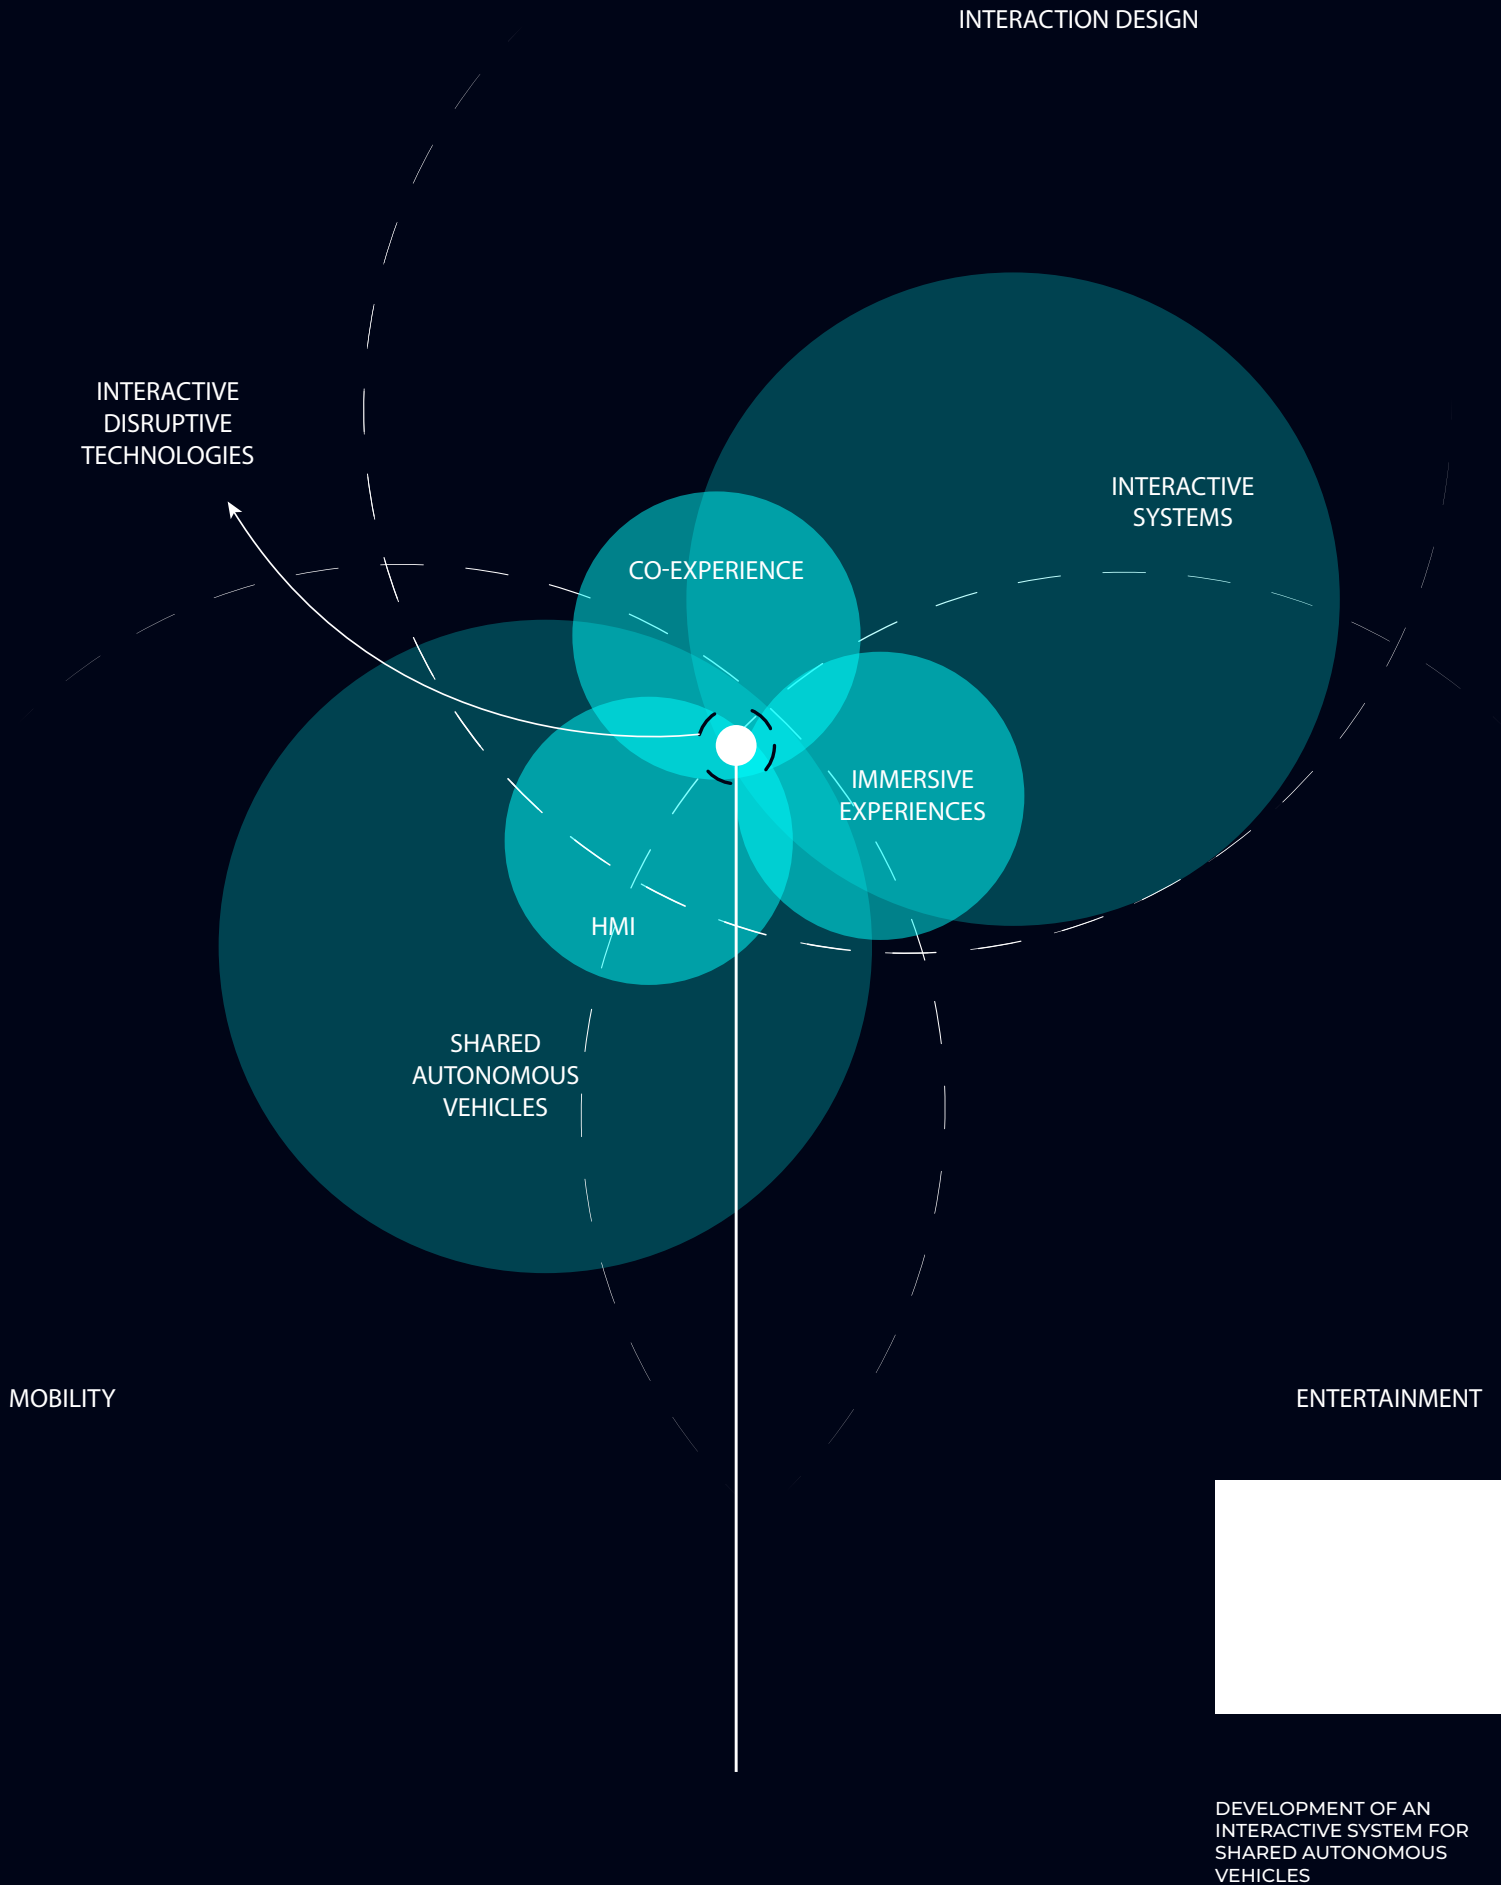 INTERACTION DESIGN
INTERACTIVE
DISRUPTIVE
TECHNOLOGIES
INTERACTIVE
SYSTEMS
CO-EXPERIENCE
IMMERSIVE
EXPERIENCES
HMI
SHARED
AUTONOMOUS
VEHICLES
MOBILITY
ENTERTAINMENT
DEVELOPMENT OF AN
INTERACTIVE SYSTEM FOR
SHARED AUTONOMOUS
VEHICLES